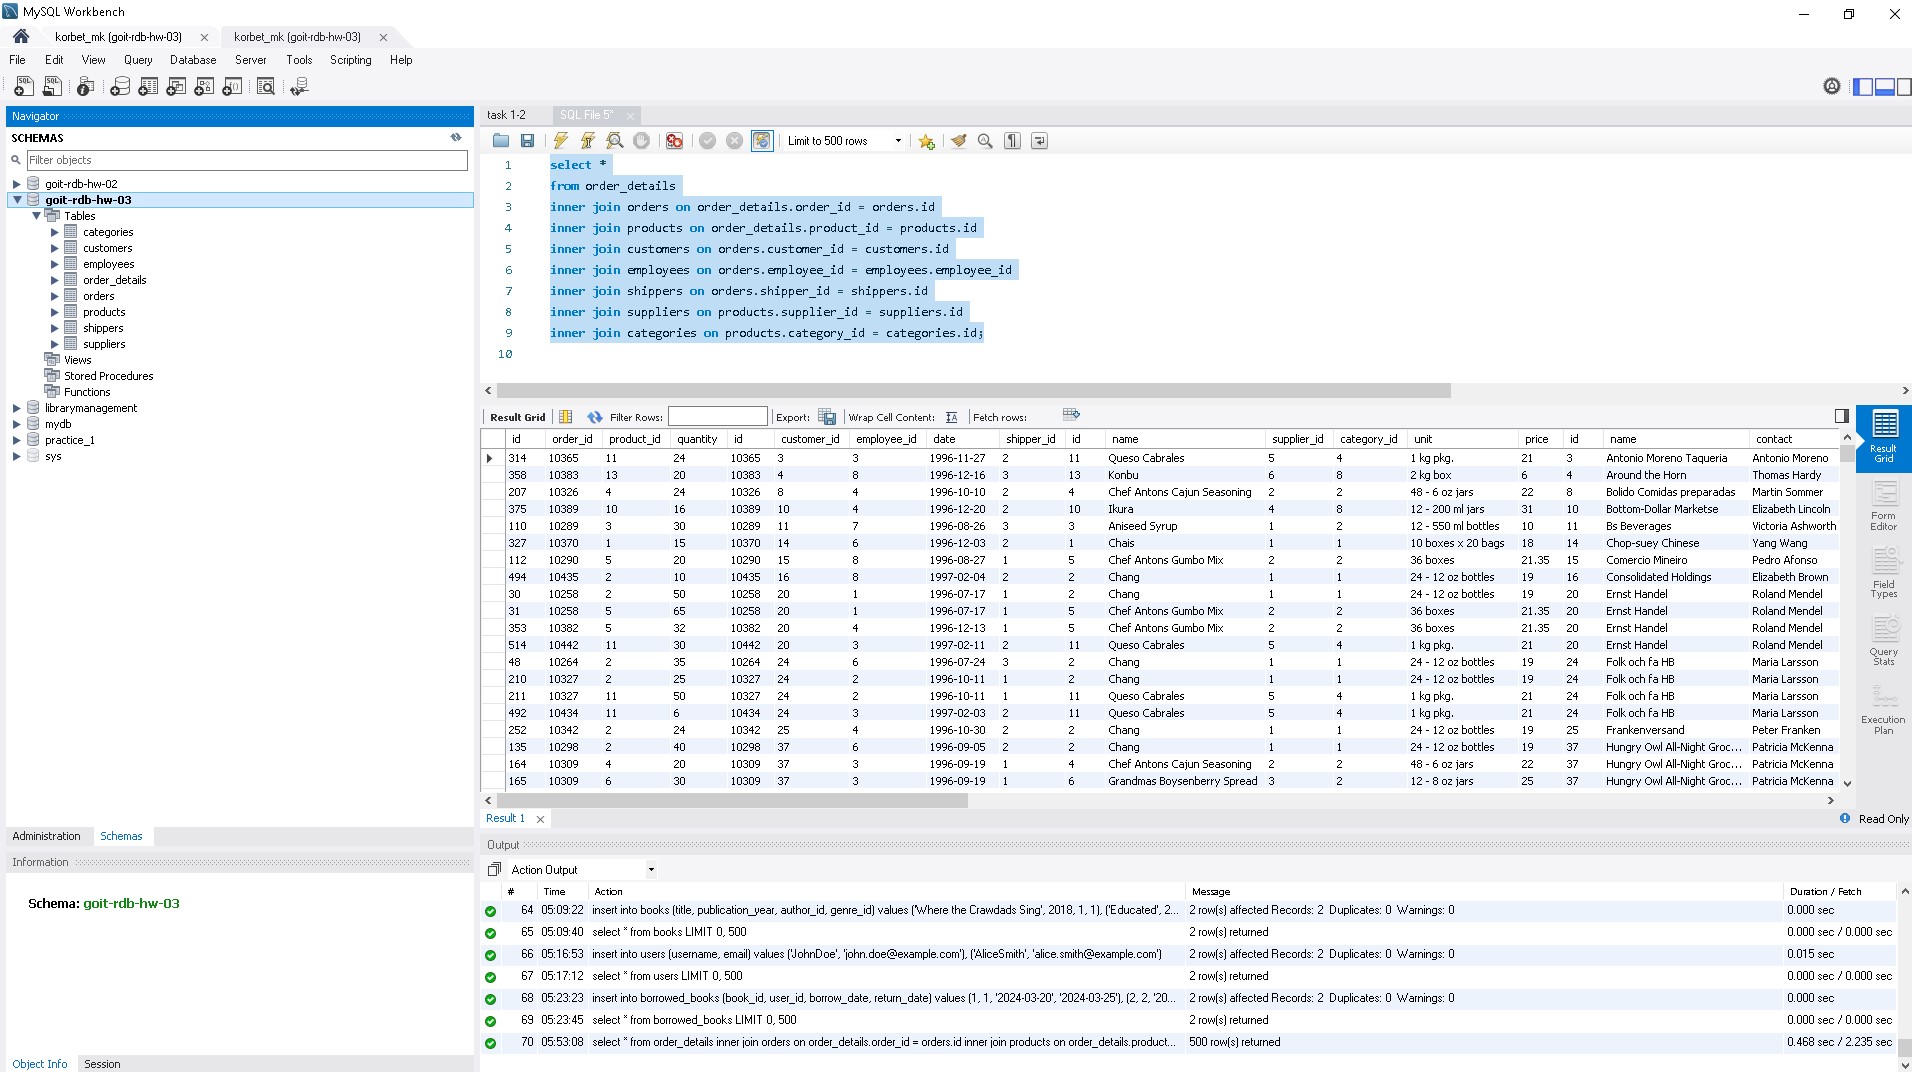 MySQL Workbench
korbet_mk (goit-rdb-hw-03)
korbet_mk (goit-rdb-hw-03)
File Edit View Query Database Server Tools Scripting Help
Navigator
SCHEMAS
Filter objects
goit-rdb-hw-02
goit-rdb-hw-03
Tables
categories
customers
employees
order_details
orders
products
shippers
suppliers
Views
Stored Procedures
Functions
librarymanagement
mydb
practice_1
sys
Administration Schemas
Information
Schema: goit-rdb-hw-03
Object Info Session
task 1-2 SQL File 5*
Limit to 500 rows
1 select *
2 from order_details
3 inner join orders on order_details.order_id = orders.id
4 inner join products on order_details.product_id = products.id
5 inner join customers on orders.customer_id = customers.id
6 inner join employees on orders.employee_id = employees.employee_id
7 inner join shippers on orders.shipper_id = shippers.id
8 inner join suppliers on products.supplier_id = suppliers.id
9 inner join categories on products.category_id = categories.id;
10
Result Grid Filter Rows: Export: Wrap Cell Content: Fetch rows:
id order_id product_id quantity id customer_id employee_id date shipper_id id name supplier_id category_id unit price id name contact
314 10365 11 24 10365 3 3 1996-11-27 2 11 Queso Cabrales 5 4 1 kg pkg. 21 3 Antonio Moreno Taqueria Antonio Moreno
358 10383 13 20 10383 4 8 1996-12-16 3 13 Konbu 6 8 2 kg box 6 4 Around the Horn Thomas Hardy
207 10326 4 24 10326 8 4 1996-10-10 2 4 Chef Antons Cajun Seasoning 2 2 48 - 6 oz jars 22 8 Bolido Comidas preparadas Martin Sommer
375 10389 10 16 10389 10 4 1996-12-20 2 10 Ikura 4 8 12 - 200 ml jars 31 10 Bottom-Dollar Marketse Elizabeth Lincoln
110 10289 3 30 10289 11 7 1996-08-26 3 3 Aniseed Syrup 1 2 12 - 550 ml bottles 10 11 Bs Beverages Victoria Ashworth
327 10370 1 15 10370 14 6 1996-12-03 2 1 Chais 1 1 10 boxes x 20 bags 18 14 Chop-suey Chinese Yang Wang
112 10290 5 20 10290 15 8 1996-08-27 1 5 Chef Antons Gumbo Mix 2 2 36 boxes 21.35 15 Comercio Mineiro Pedro Afonso
494 10435 2 10 10435 16 8 1997-02-04 2 2 Chang 1 1 24 - 12 oz bottles 19 16 Consolidated Holdings Elizabeth Brown
30 10258 2 50 10258 20 1 1996-07-17 1 2 Chang 1 1 24 - 12 oz bottles 19 20 Ernst Handel Roland Mendel
31 10258 5 65 10258 20 1 1996-07-17 1 5 Chef Antons Gumbo Mix 2 2 36 boxes 21.35 20 Ernst Handel Roland Mendel
353 10382 5 32 10382 20 4 1996-12-13 1 5 Chef Antons Gumbo Mix 2 2 36 boxes 21.35 20 Ernst Handel Roland Mendel
514 10442 11 30 10442 20 3 1997-02-11 2 11 Queso Cabrales 5 4 1 kg pkg. 21 20 Ernst Handel Roland Mendel
48 10264 2 35 10264 24 6 1996-07-24 3 2 Chang 1 1 24 - 12 oz bottles 19 24 Folk och fa HB Maria Larsson
210 10327 2 25 10327 24 2 1996-10-11 1 2 Chang 1 1 24 - 12 oz bottles 19 24 Folk och fa HB Maria Larsson
211 10327 11 50 10327 24 2 1996-10-11 1 11 Queso Cabrales 5 4 1 kg pkg. 21 24 Folk och fa HB Maria Larsson
492 10434 11 6 10434 24 3 1997-02-03 2 11 Queso Cabrales 5 4 1 kg pkg. 21 24 Folk och fa HB Maria Larsson
252 10342 2 24 10342 25 4 1996-10-30 2 2 Chang 1 1 24 - 12 oz bottles 19 25 Frankenversand Peter Franken
135 10298 2 40 10298 37 6 1996-09-05 2 2 Chang 1 1 24 - 12 oz bottles 19 37 Hungry Owl All-Night Groc... Patricia McKenna
164 10309 4 20 10309 37 3 1996-09-19 1 4 Chef Antons Cajun Seasoning 2 2 48 - 6 oz jars 22 37 Hungry Owl All-Night Groc... Patricia McKenna
165 10309 6 30 10309 37 3 1996-09-19 1 6 Grandmas Boysenberry Spread 3 2 12 - 8 oz jars 25 37 Hungry Owl All-Night Groc... Patricia McKenna
Result Grid
Form Editor
Field Types
Query Stats
Execution Plan
Result 1 Read Only
Output
Action Output
# Time Action Message Duration / Fetch
64 05:09:22 insert into books (title, publication_year, author_id, genre_id) values ('Where the Crawdads Sing', 2018, 1, 1), ('Educated', 2... 2 row(s) affected Records: 2 Duplicates: 0 Warnings: 0 0.000 sec
65 05:09:40 select * from books LIMIT 0, 500 2 row(s) returned 0.000 sec / 0.000 sec
66 05:16:53 insert into users (username, email) values ('JohnDoe', 'john.doe@example.com'), ('AliceSmith', 'alice.smith@example.com') 2 row(s) affected Records: 2 Duplicates: 0 Warnings: 0 0.015 sec
67 05:17:12 select * from users LIMIT 0, 500 2 row(s) returned 0.000 sec / 0.000 sec
68 05:23:23 insert into borrowed_books (book_id, user_id, borrow_date, return_date) values (1, 1, '2024-03-20', '2024-03-25'), (2, 2, '20... 2 row(s) affected Records: 2 Duplicates: 0 Warnings: 0 0.000 sec
69 05:23:45 select * from borrowed_books LIMIT 0, 500 2 row(s) returned 0.000 sec / 0.000 sec
70 05:53:08 select * from order_details inner join orders on order_details.order_id = orders.id inner join products on order_details.product... 500 row(s) returned 0.468 sec / 2.235 sec